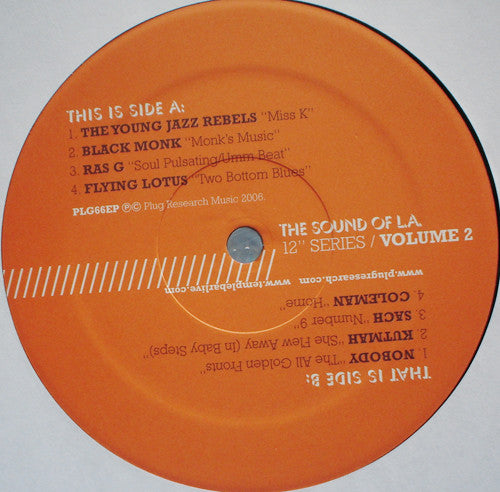 THIS IS SIDE A:
1. THE YOUNG JAZZ REBELS "Miss K"
2. BLACK MONK "Monk's Music"
3. RAS G "Soul Pulsating/Umm Beat"
4. FLYING LOTUS "Two Bottom Blues"
PLG66EP ℗© Plug Research Music 2006.
THE SOUND OF L.A.
12" SERIES / VOLUME 2
THAT IS SIDE B:
1. NOBODY "The All Golden Fronts"
2. KUTMAH "She Flew Away (In Baby Steps)
3. SACH "Number 9"
4. COLEMAN "Home"
www.plugresearch.com
www.templebarlive.com